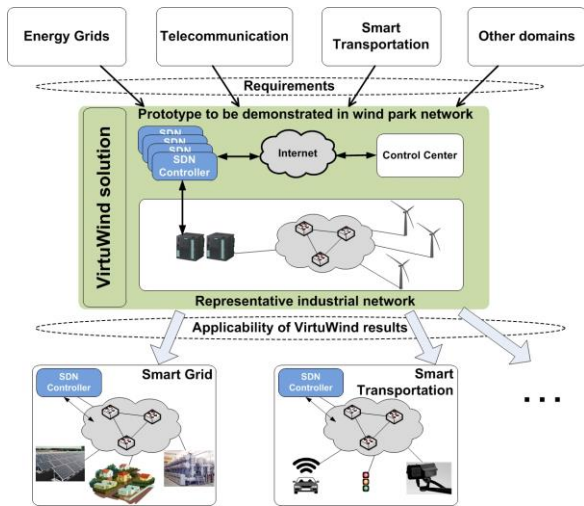 Energy Grids
Telecommunication
Smart
Transportation
Other domains
Requirements
Prototype to be demonstrated in wind park network
VirtuWind solution
SDN
SDN
SDN
SDN
Controller
Internet
Control Center
Representative industrial network
Applicability of VirtuWind results
SDN
Controller
Smart Grid
SDN
Controller
Smart
Transportation
...